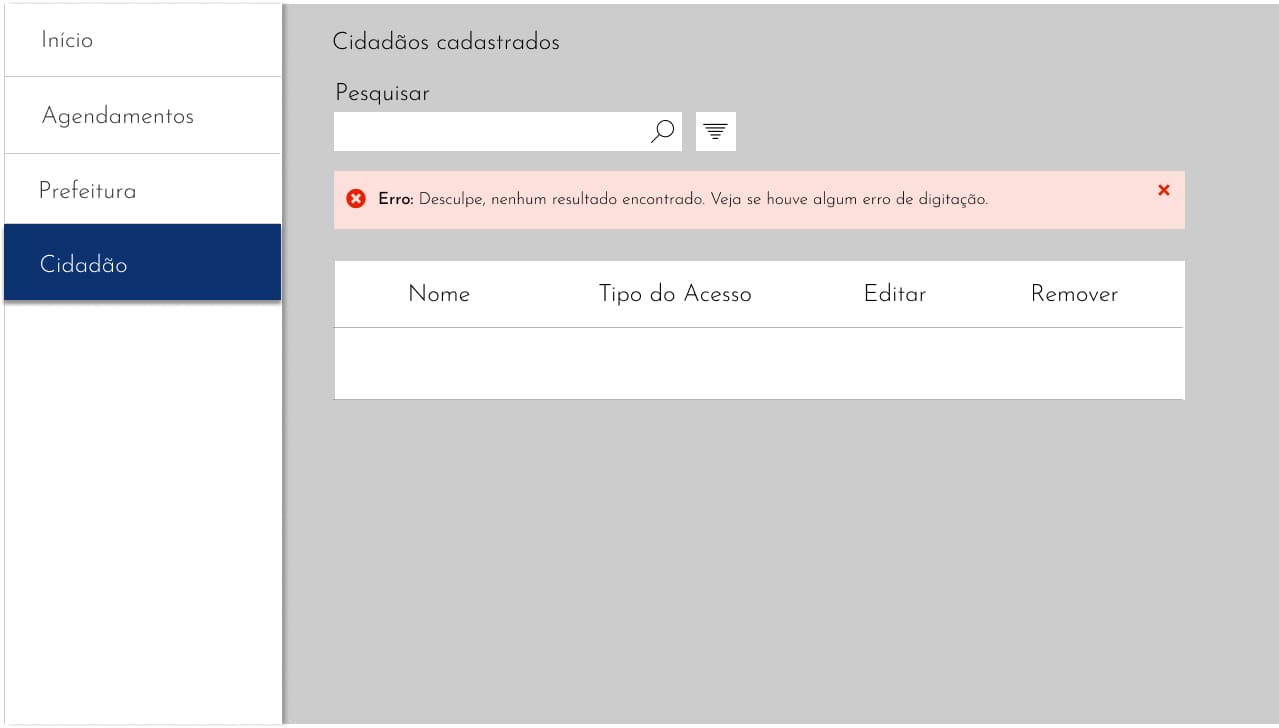 Início
Agendamentos
Prefeitura
Cidadão
Cidadãos cadastrados
Pesquisar
Erro: Desculpe, nenhum resultado encontrado. Veja se houve algum erro de digitação.
Nome Tipo do Acesso Editar Remover